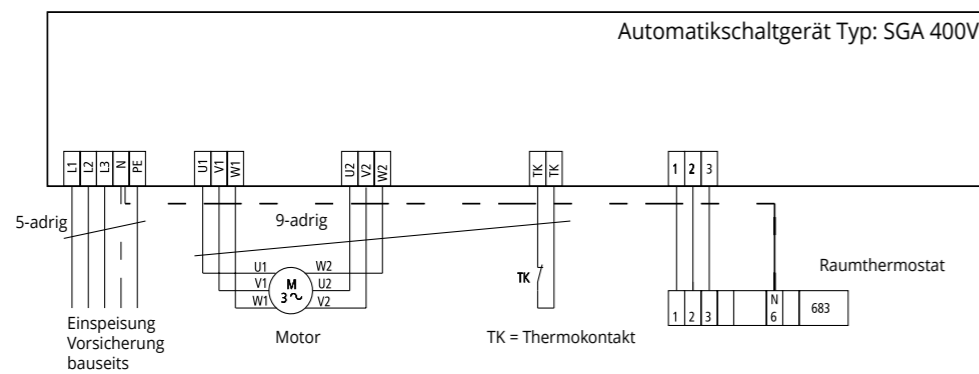 Automatikschaltgerät Typ: SGA 400V
L1 L2 L3 N PE U1 V1 W1 U2 V2 W2 TK TK 1 2 3
5-adrig
9-adrig
Raumthermostat
U1 W2
V1 M U2
W1 3~ V2
TK
1 2 3 N 6 683
Einspeisung
Vorsicherung
bauseits
Motor
TK = Thermokontakt